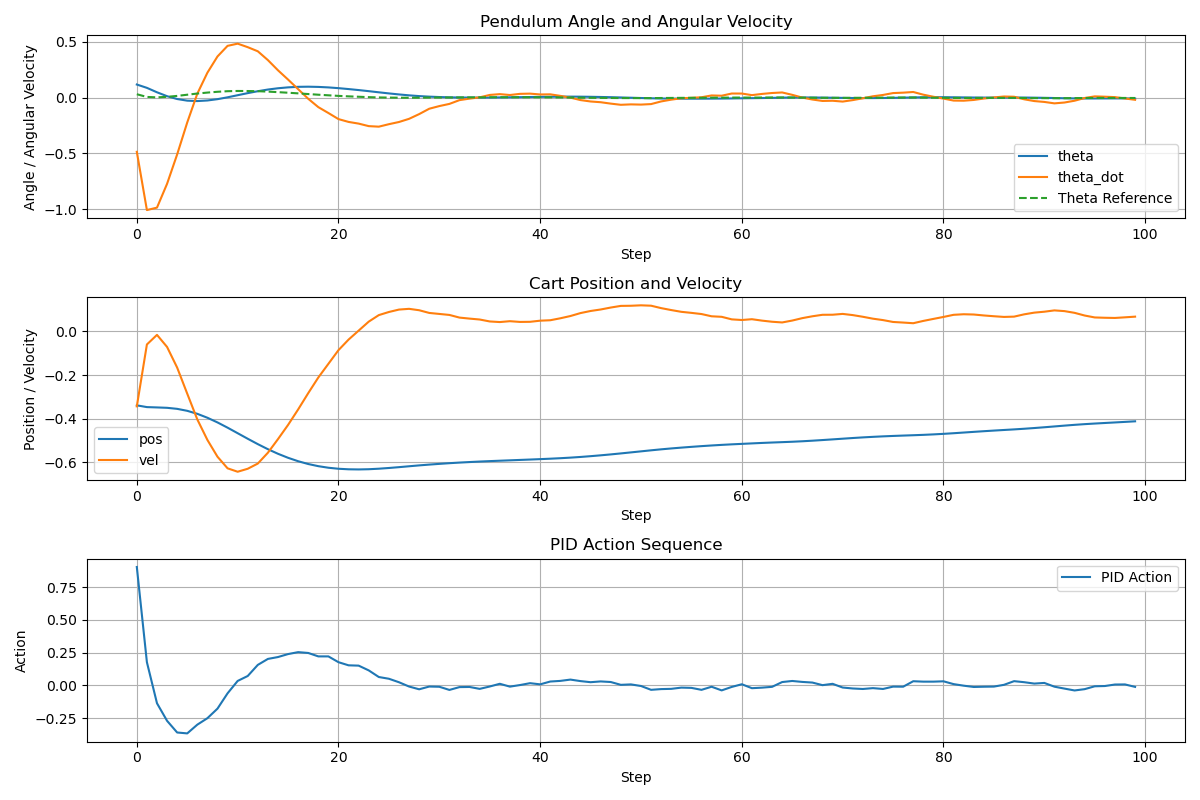 Pendulum Angle and Angular Velocity
Angle / Angular Velocity
0.5
0.0
−0.5
−1.0
theta
theta_dot
Theta Reference
0 20 40 60 80 100
Step
Cart Position and Velocity
Position / Velocity
0.0
−0.2
−0.4
−0.6
pos
vel
0 20 40 60 80 100
Step
PID Action Sequence
Action
0.75
0.50
0.25
0.00
−0.25
PID Action
0 20 40 60 80 100
Step